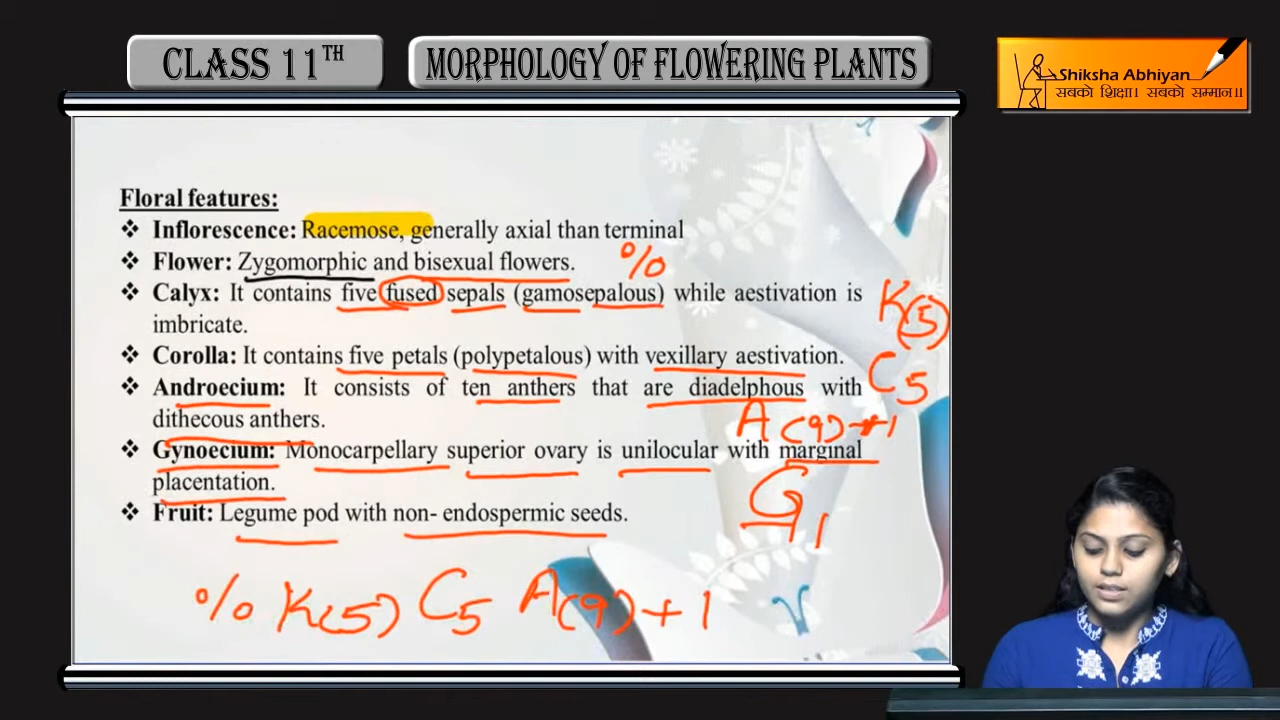 CLASS 11TH
MORPHOLOGY OF FLOWERING PLANTS
Shiksha Abhiyan
सबको शिक्षा। सबको सम्मान।।
Floral features:
❖ Inflorescence: Racemose, generally axial than terminal
❖ Flower: Zygomorphic and bisexual flowers. %
❖ Calyx: It contains five fused sepals (gamosepalous) while aestivation is
imbricate.
K(5)
❖ Corolla: It contains five petals (polypetalous) with vexillary aestivation.
C5
❖ Androecium: It consists of ten anthers that are diadelphous with
dithecous anthers.
A(9)+1
❖ Gynoecium: Monocarpellary superior ovary is unilocular with marginal
placentation.
G1
❖ Fruit: Legume pod with non- endospermic seeds.
% K(5) C5 A(9)+1